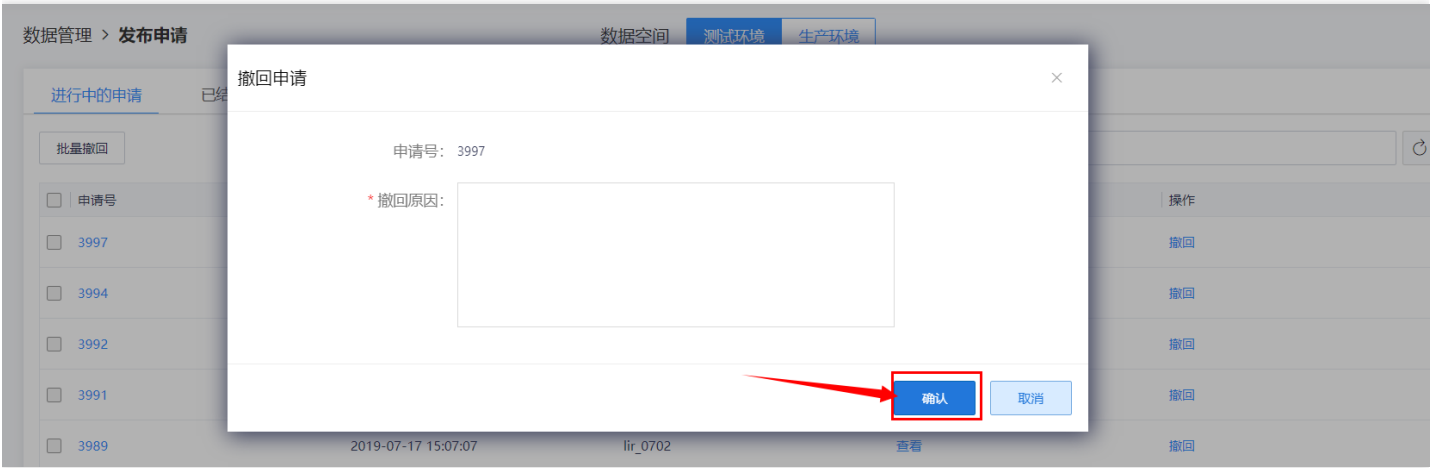 数据管理 > 发布申请
数据空间 测试环境 生产环境
撤回申请
进行中的申请 已结
批量撤回
申请号: 3997
* 撤回原因:
申请号 操作
3997 撤回
3994 撤回
3992 撤回
3991 撤回
确认 取消
3989 2019-07-17 15:07:07 lir_0702 查看 撤回